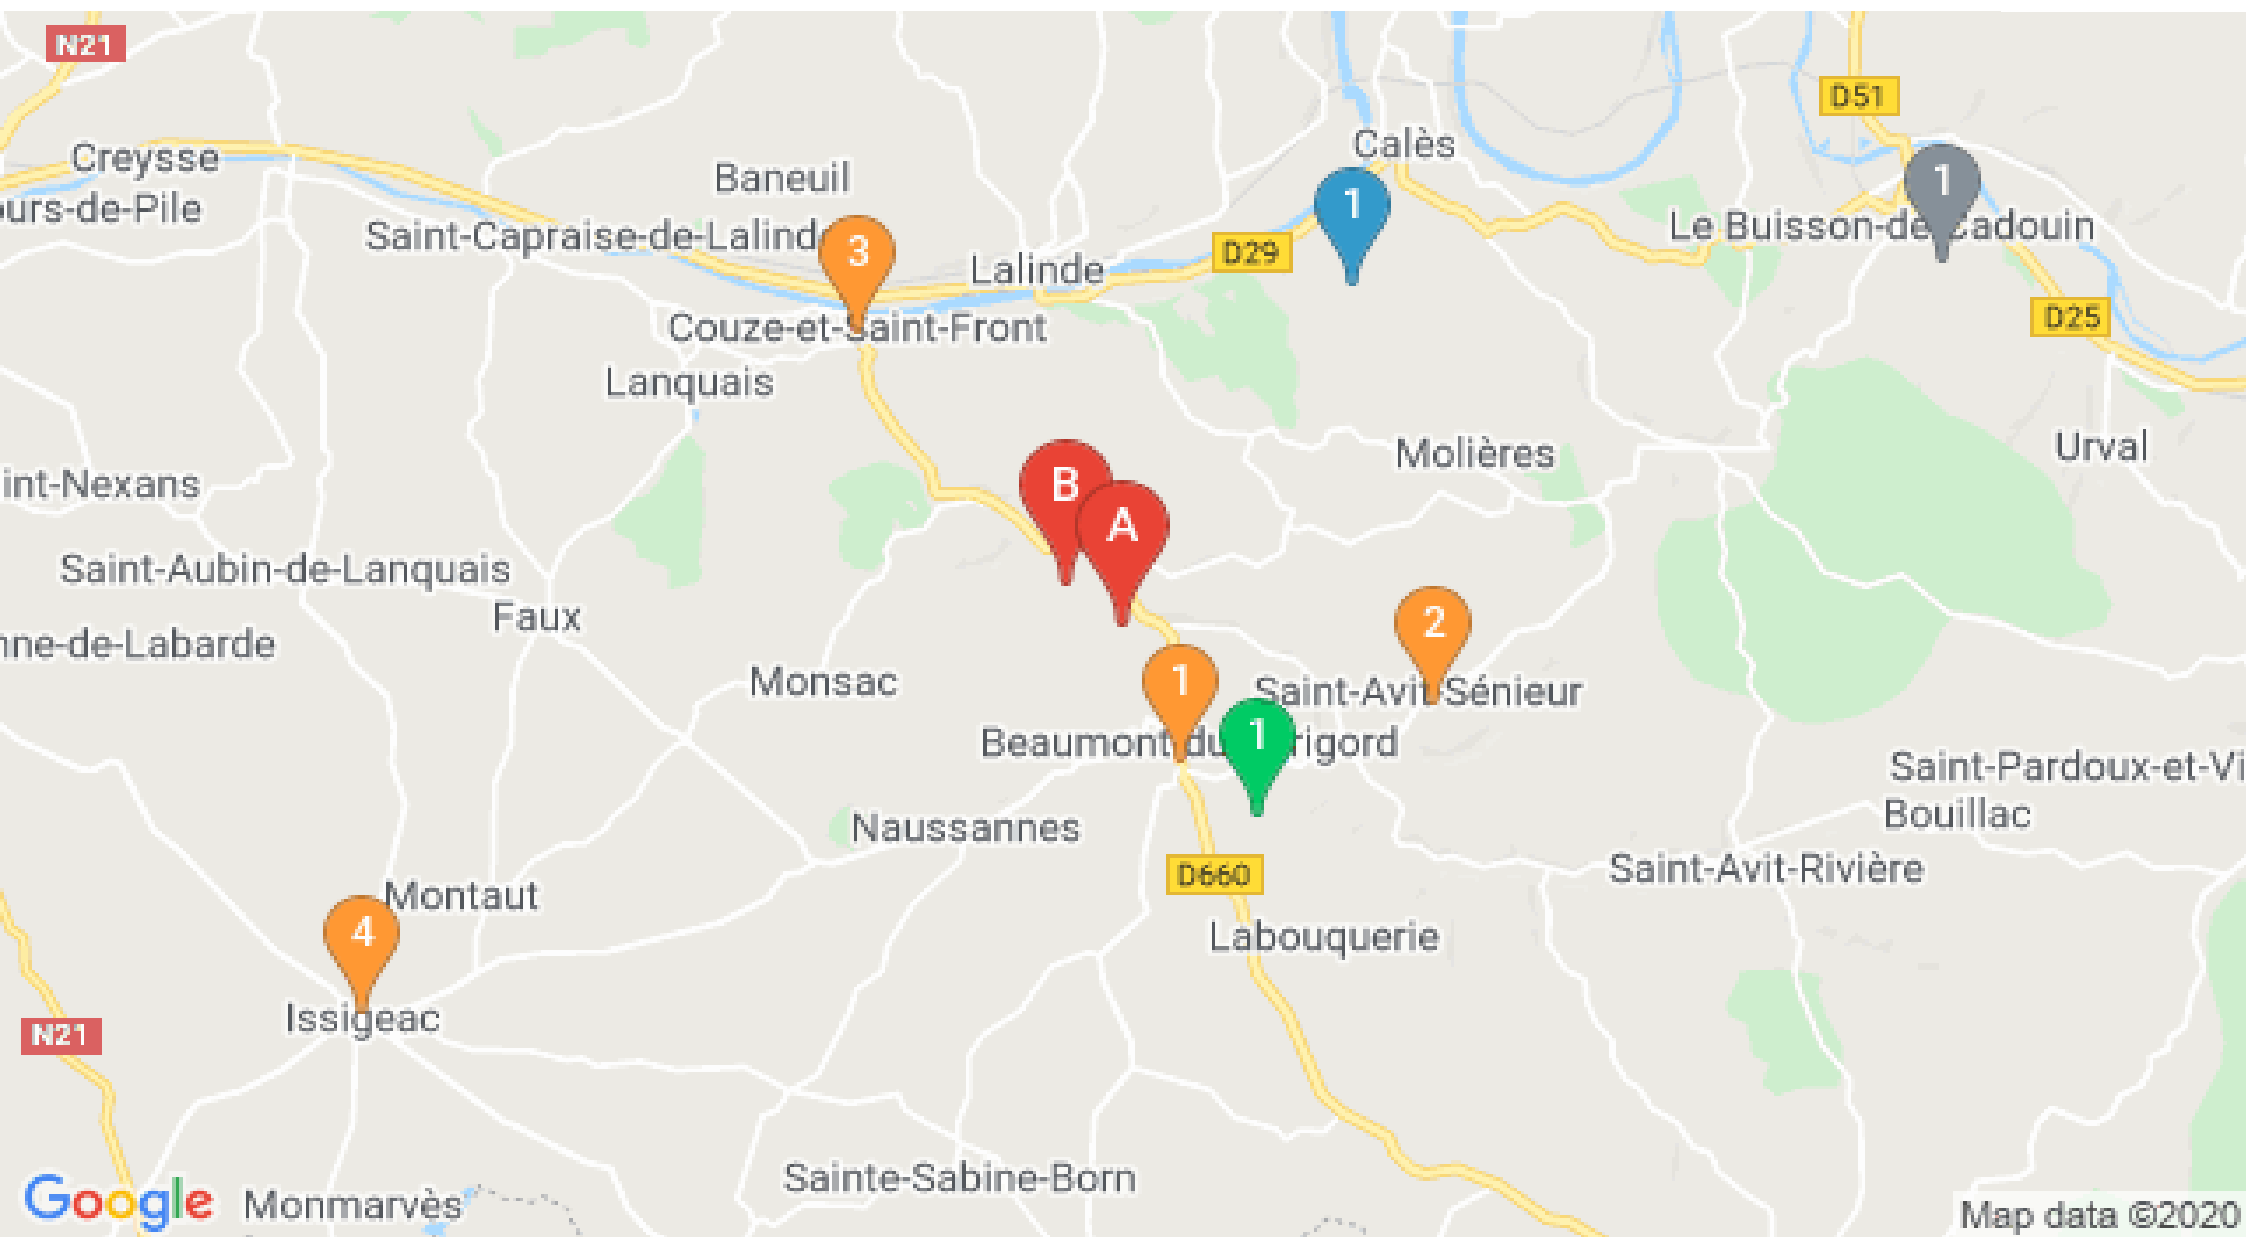 N21
D51
Calès
Creysse
Baneuil
1
1
urs-de-Pile
Saint-Capraise-de-Lalind
3
Le Buisson-de Cadouin
D29
Lalinde
D25
Couze-et-Saint-Front
Lanquais
Molières
Urval
int-Nexans
B
A
Saint-Aubin-de-Lanquais
Faux
2
nne-de-Labarde
Monsac
1
Saint-Avit-Sénieur
1
Beaumont du rigord
Saint-Pardoux-et-Vi
Bouillac
Naussannes
D660
Saint-Avit-Rivière
Montaut
4
Labouquerie
Issigeac
N21
Sainte-Sabine-Born
Google
Monmarvès
Map data ©2020